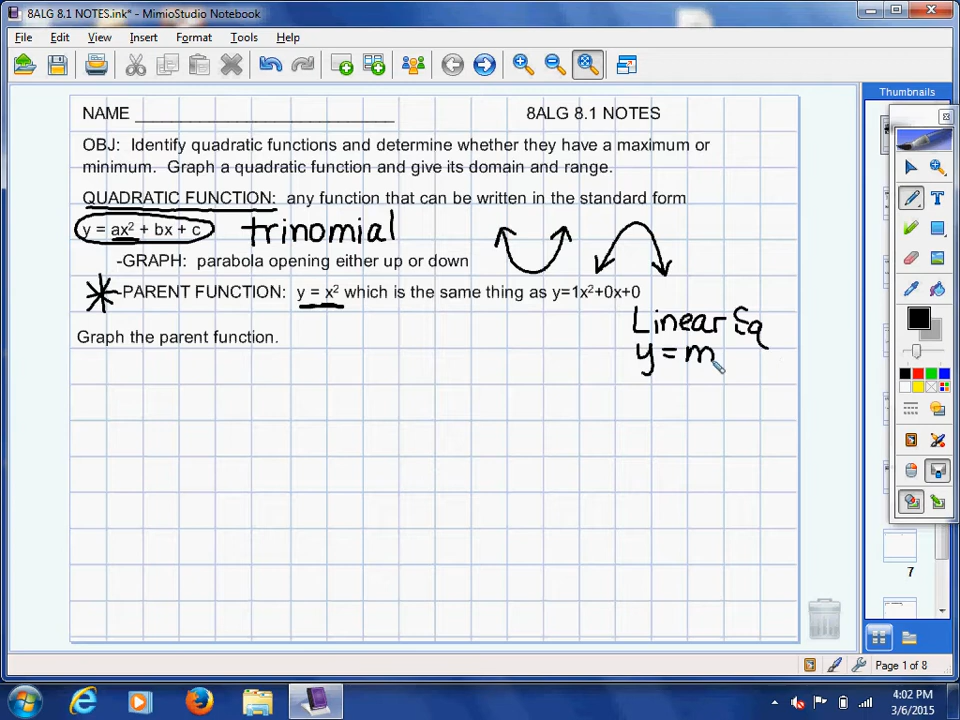 8ALG 8.1 NOTES.ink* - MimioStudio Notebook
File Edit View Insert Format Tools Help
Thumbnails
NAME ____________________________ 8ALG 8.1 NOTES
OBJ: Identify quadratic functions and determine whether they have a maximum or
minimum. Graph a quadratic function and give its domain and range.
QUADRATIC FUNCTION: any function that can be written in the standard form
y = ax² + bx + c trinomial
-GRAPH: parabola opening either up or down
-PARENT FUNCTION: y = x² which is the same thing as y=1x²+0x+0
Linear Eq
Graph the parent function.
y = m
7
Page 1 of 8
4:02 PM
3/6/2015